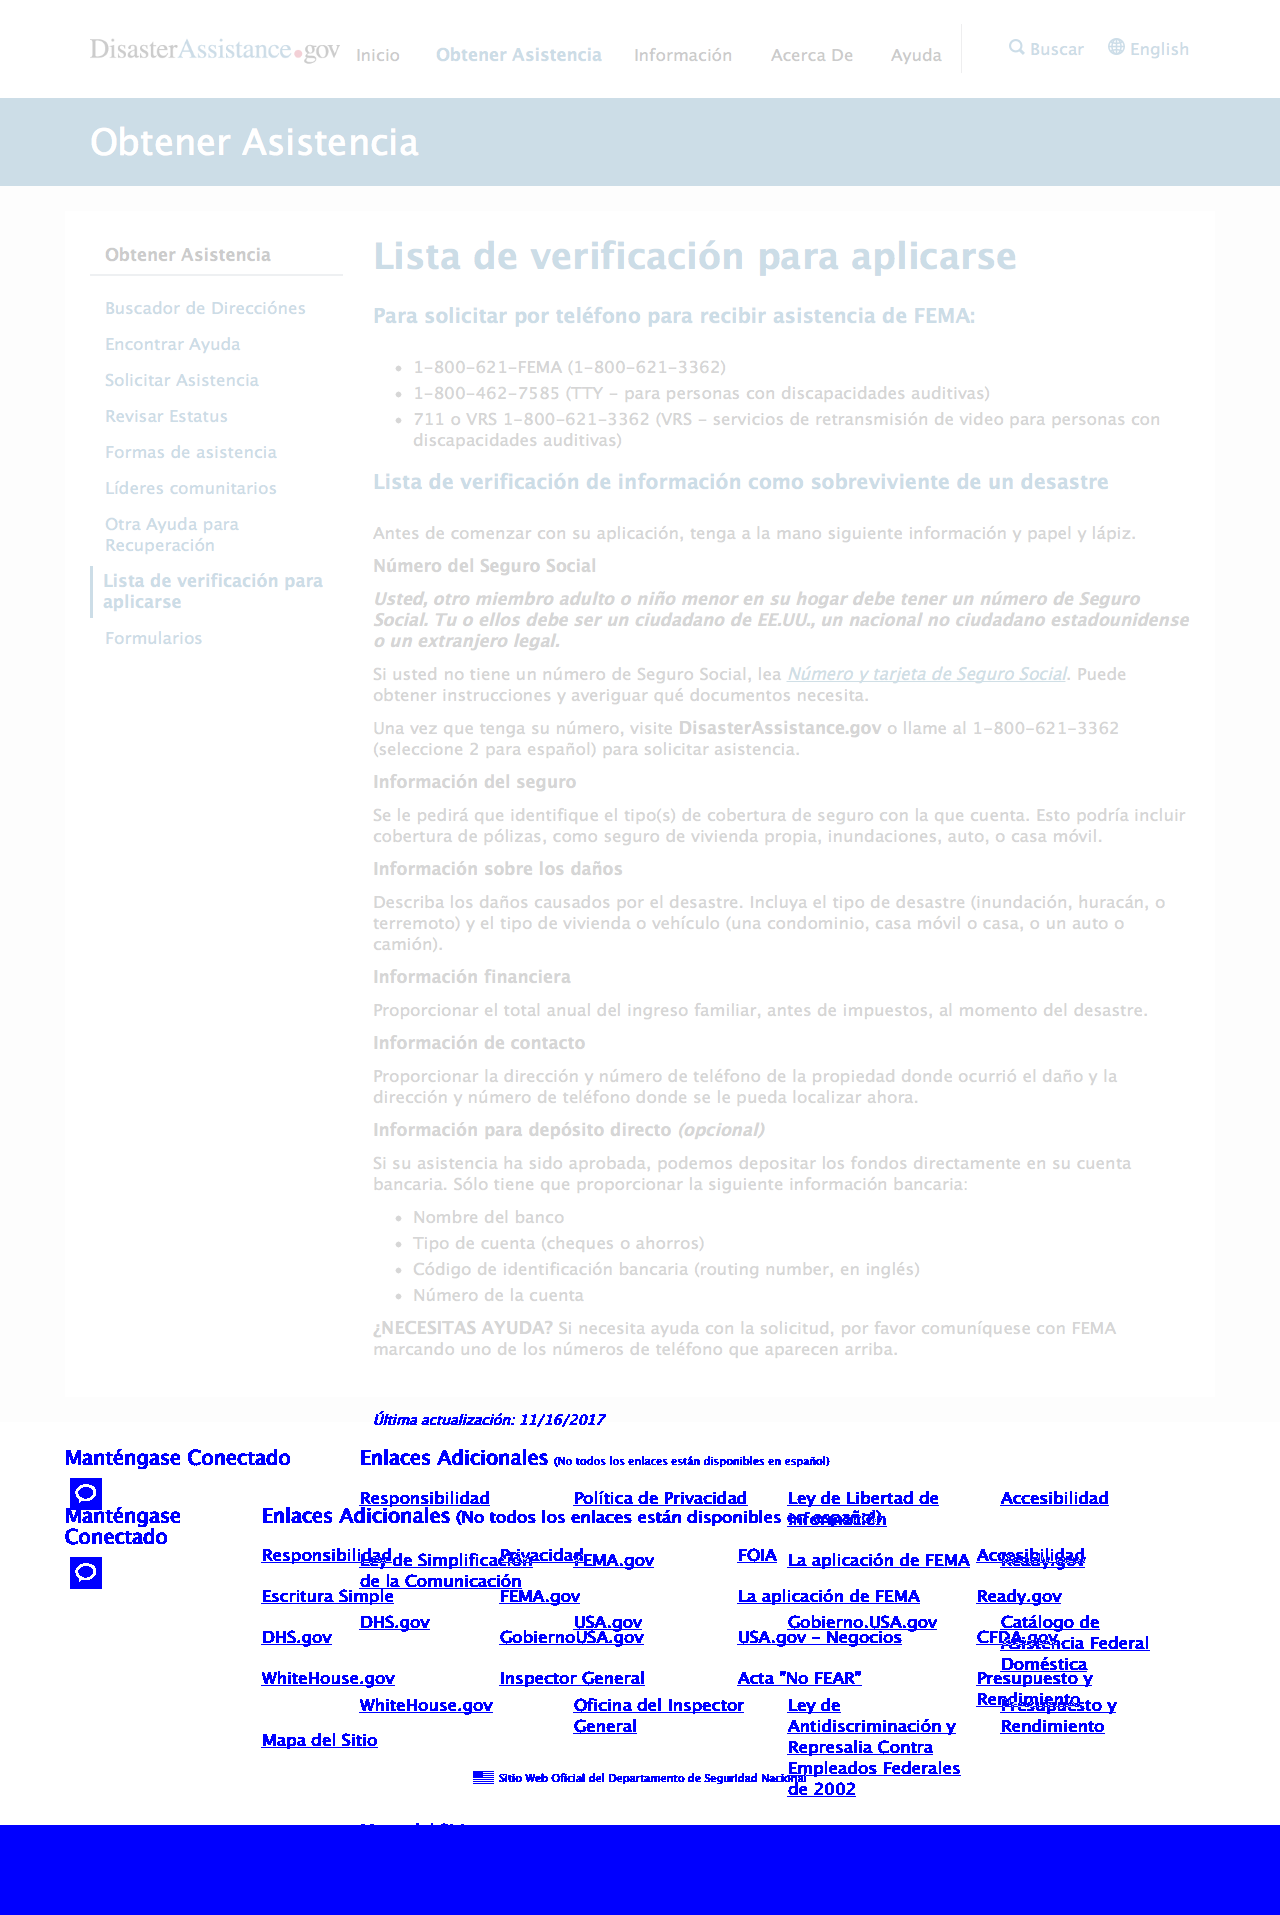 DisasterAssistance.gov
Inicio
Obtener Asistencia
Información
Acerca De
Ayuda
Buscar
English
Obtener Asistencia
Obtener Asistencia
Buscador de Direcciónes
Encontrar Ayuda
Solicitar Asistencia
Revisar Estatus
Formas de asistencia
Líderes comunitarios
Otra Ayuda para
Recuperación
Lista de verificación para
aplicarse
Formularios
Lista de verificación para aplicarse
Para solicitar por teléfono para recibir asistencia de FEMA:
• 1-800-621-FEMA (1-800-621-3362)
• 1-800-462-7585 (TTY - para personas con discapacidades auditivas)
• 711 o VRS 1-800-621-3362 (VRS - servicios de retransmisión de video para personas con
discapacidades auditivas)
Lista de verificación de información como sobreviviente de un desastre
Antes de comenzar con su aplicación, tenga a la mano siguiente información y papel y lápiz.
Número del Seguro Social
Usted, otro miembro adulto o niño menor en su hogar debe tener un número de Seguro
Social. Tu o ellos debe ser un ciudadano de EE.UU., un nacional no ciudadano estadounidense
o un extranjero legal.
Si usted no tiene un número de Seguro Social, lea Número y tarjeta de Seguro Social. Puede
obtener instrucciones y averiguar qué documentos necesita.
Una vez que tenga su número, visite DisasterAssistance.gov o llame al 1-800-621-3362
(seleccione 2 para español) para solicitar asistencia.
Información del seguro
Se le pedirá que identifique el tipo(s) de cobertura de seguro con la que cuenta. Esto podría incluir
cobertura de pólizas, como seguro de vivienda propia, inundaciones, auto, o casa móvil.
Información sobre los daños
Describa los daños causados por el desastre. Incluya el tipo de desastre (inundación, huracán, o
terremoto) y el tipo de vivienda o vehículo (una condominio, casa móvil o casa, o un auto o
camión).
Información financiera
Proporcionar el total anual del ingreso familiar, antes de impuestos, al momento del desastre.
Información de contacto
Proporcionar la dirección y número de teléfono de la propiedad donde ocurrió el daño y la
dirección y número de teléfono donde se le pueda localizar ahora.
Información para depósito directo (opcional)
Si su asistencia ha sido aprobada, podemos depositar los fondos directamente en su cuenta
bancaria. Sólo tiene que proporcionar la siguiente información bancaria:
• Nombre del banco
• Tipo de cuenta (cheques o ahorros)
• Código de identificación bancaria (routing number, en inglés)
• Número de la cuenta
¿NECESITAS AYUDA? Si necesita ayuda con la solicitud, por favor comuníquese con FEMA
marcando uno de los números de teléfono que aparecen arriba.
Última actualización: 11/16/2017
Manténgase Conectado
Enlaces Adicionales (No todos los enlaces están disponibles en español)
Responsibilidad
Política de Privacidad
Ley de Libertad de
Información
Accesibilidad
Ley de Simplificación
de la Comunicación
FEMA.gov
La aplicación de FEMA
Ready.gov
DHS.gov
USA.gov
Gobierno.USA.gov
Catálogo de
Asistencia Federal
Doméstica
WhiteHouse.gov
Oficina del Inspector
General
Ley de
Antidiscriminación y
Represalia Contra
Empleados Federales
de 2002
Presupuesto y
Rendimiento
Manténgase
Conectado
Enlaces Adicionales (No todos los enlaces están disponibles en español)
Responsibilidad
Privacidad
FOIA
Accesibilidad
Escritura Simple
FEMA.gov
La aplicación de FEMA
Ready.gov
DHS.gov
GobiernoUSA.gov
USA.gov - Negocios
CFDA.gov
WhiteHouse.gov
Inspector General
Acta "No FEAR"
Presupuesto y
Rendimiento
Mapa del Sitio
Sitio Web Oficial del Departamento de Seguridad Nacional